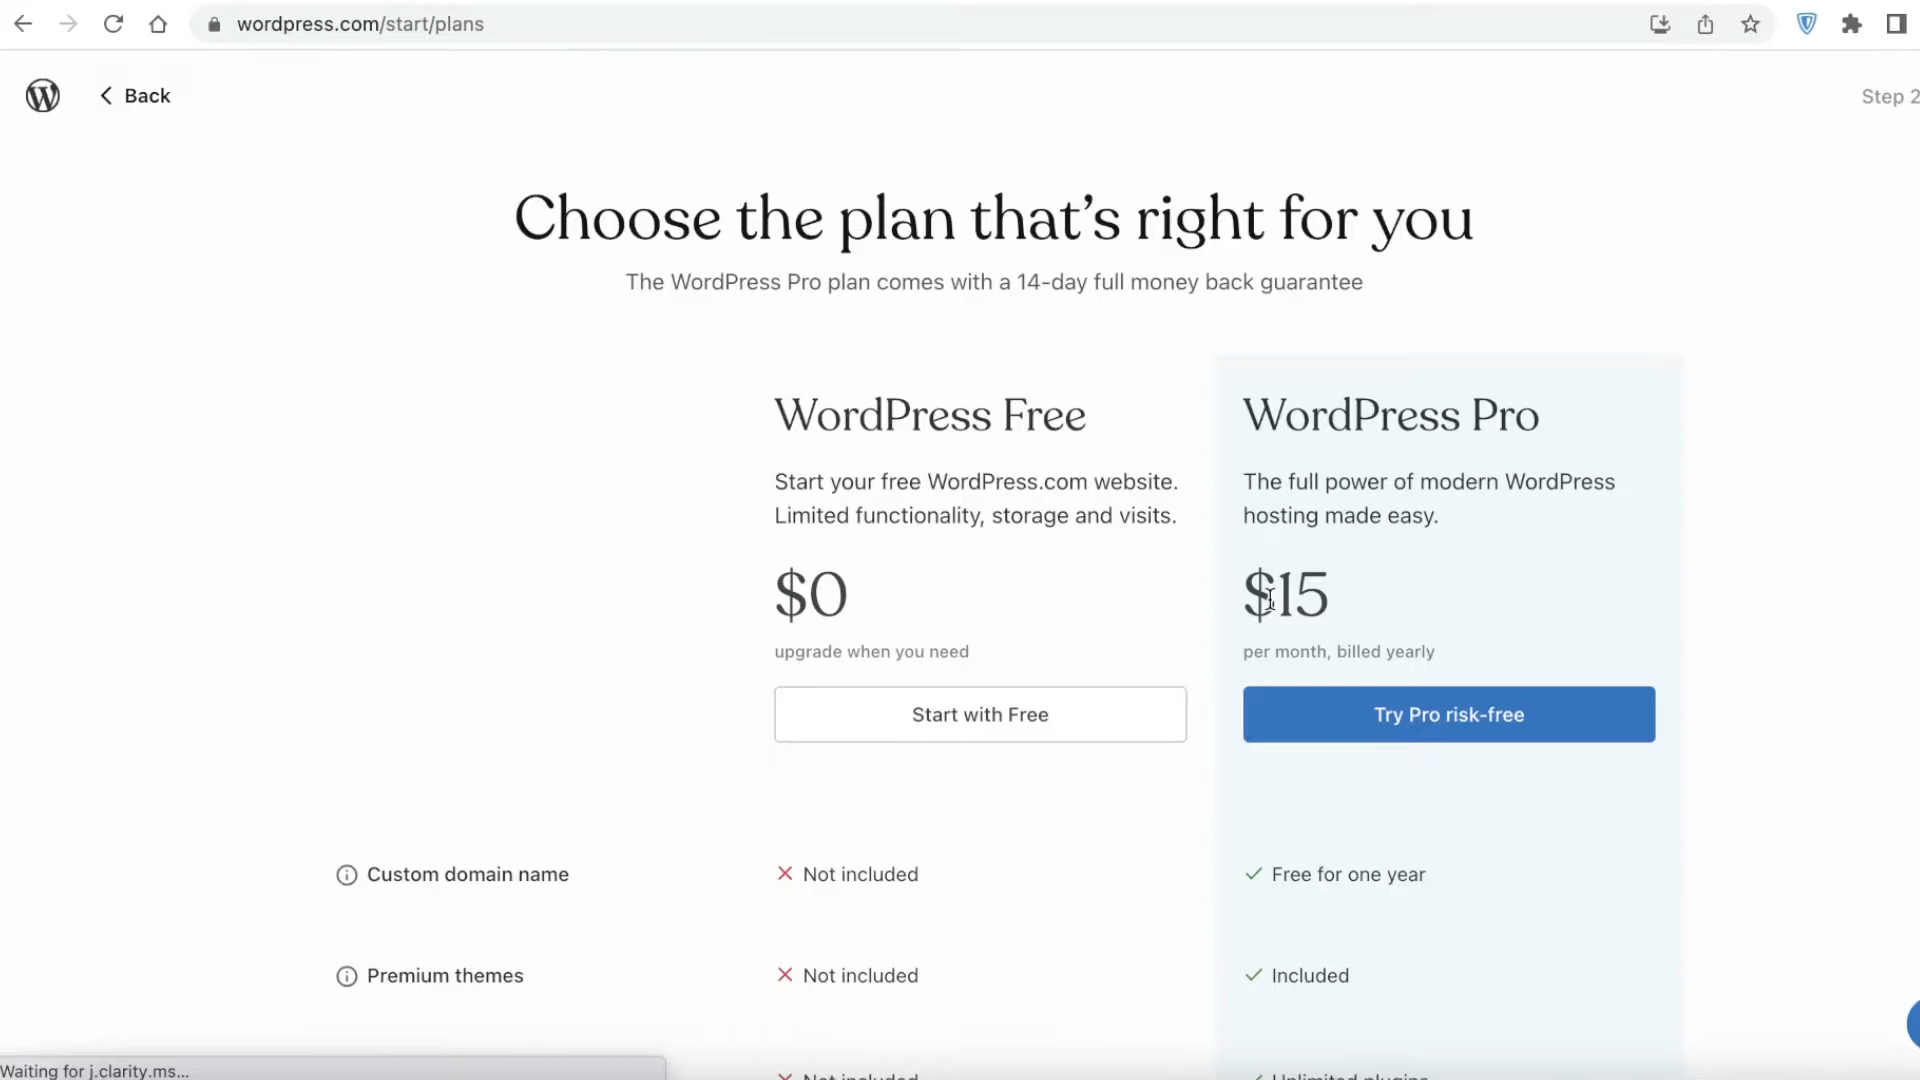 wordpress.com/start/plans
Back
Step 2
Choose the plan that’s right for you
The WordPress Pro plan comes with a 14-day full money back guarantee
WordPress Free
WordPress Pro
Start your free WordPress.com website.
Limited functionality, storage and visits.
The full power of modern WordPress
hosting made easy.
$0
$15
upgrade when you need
per month, billed yearly
Start with Free
Try Pro risk-free
Custom domain name
Not included
Free for one year
Premium themes
Not included
Included
Not included
Unlimited plugins
Waiting for j.clarity.ms...